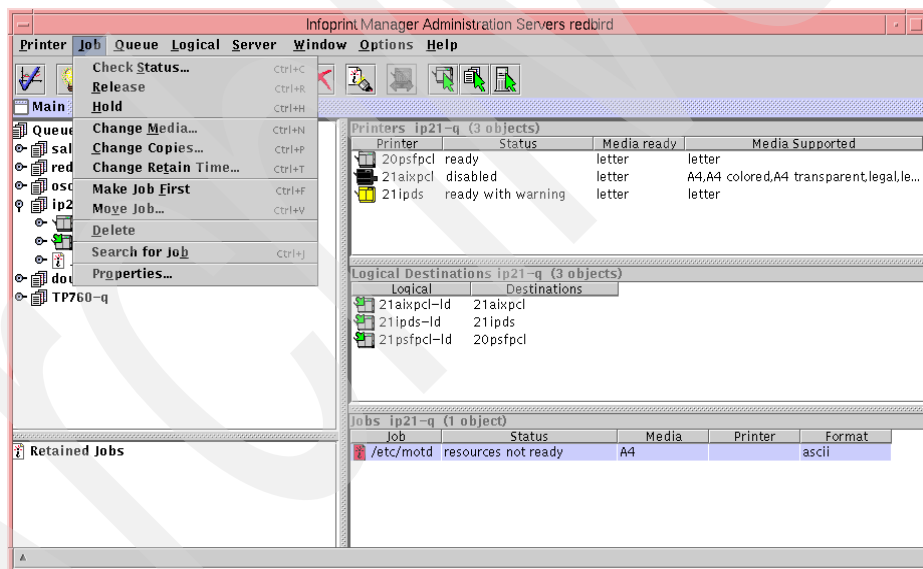 Infoprint Manager Administration Servers redbird
Printer Job Queue Logical Server Window Options Help
Check Status... Ctrl+C
Release Ctrl+R
Hold Ctrl+H
Change Media... Ctrl+N
Change Copies... Ctrl+P
Change Retain Time... Ctrl+T
Make Job First Ctrl+F
Move Job... Ctrl+V
Delete
Search for Job Ctrl+J
Properties...
Main
Queue
sal
red
osc
ip2
dou
TP760-q
Retained Jobs
Printers ip21-q (3 objects)
Printer Status Media ready Media Supported
20psfpcl ready letter letter
21aixpcl disabled letter A4,A4 colored,A4 transparent,legal,le...
21ipds ready with warning letter letter
Logical Destinations ip21-q (3 objects)
Logical Destinations
21aixpcl-ld 21aixpcl
21ipds-ld 21ipds
21psfpcl-ld 20psfpcl
Jobs ip21-q (1 object)
Job Status Media Printer Format
/etc/motd resources not ready A4 ascii